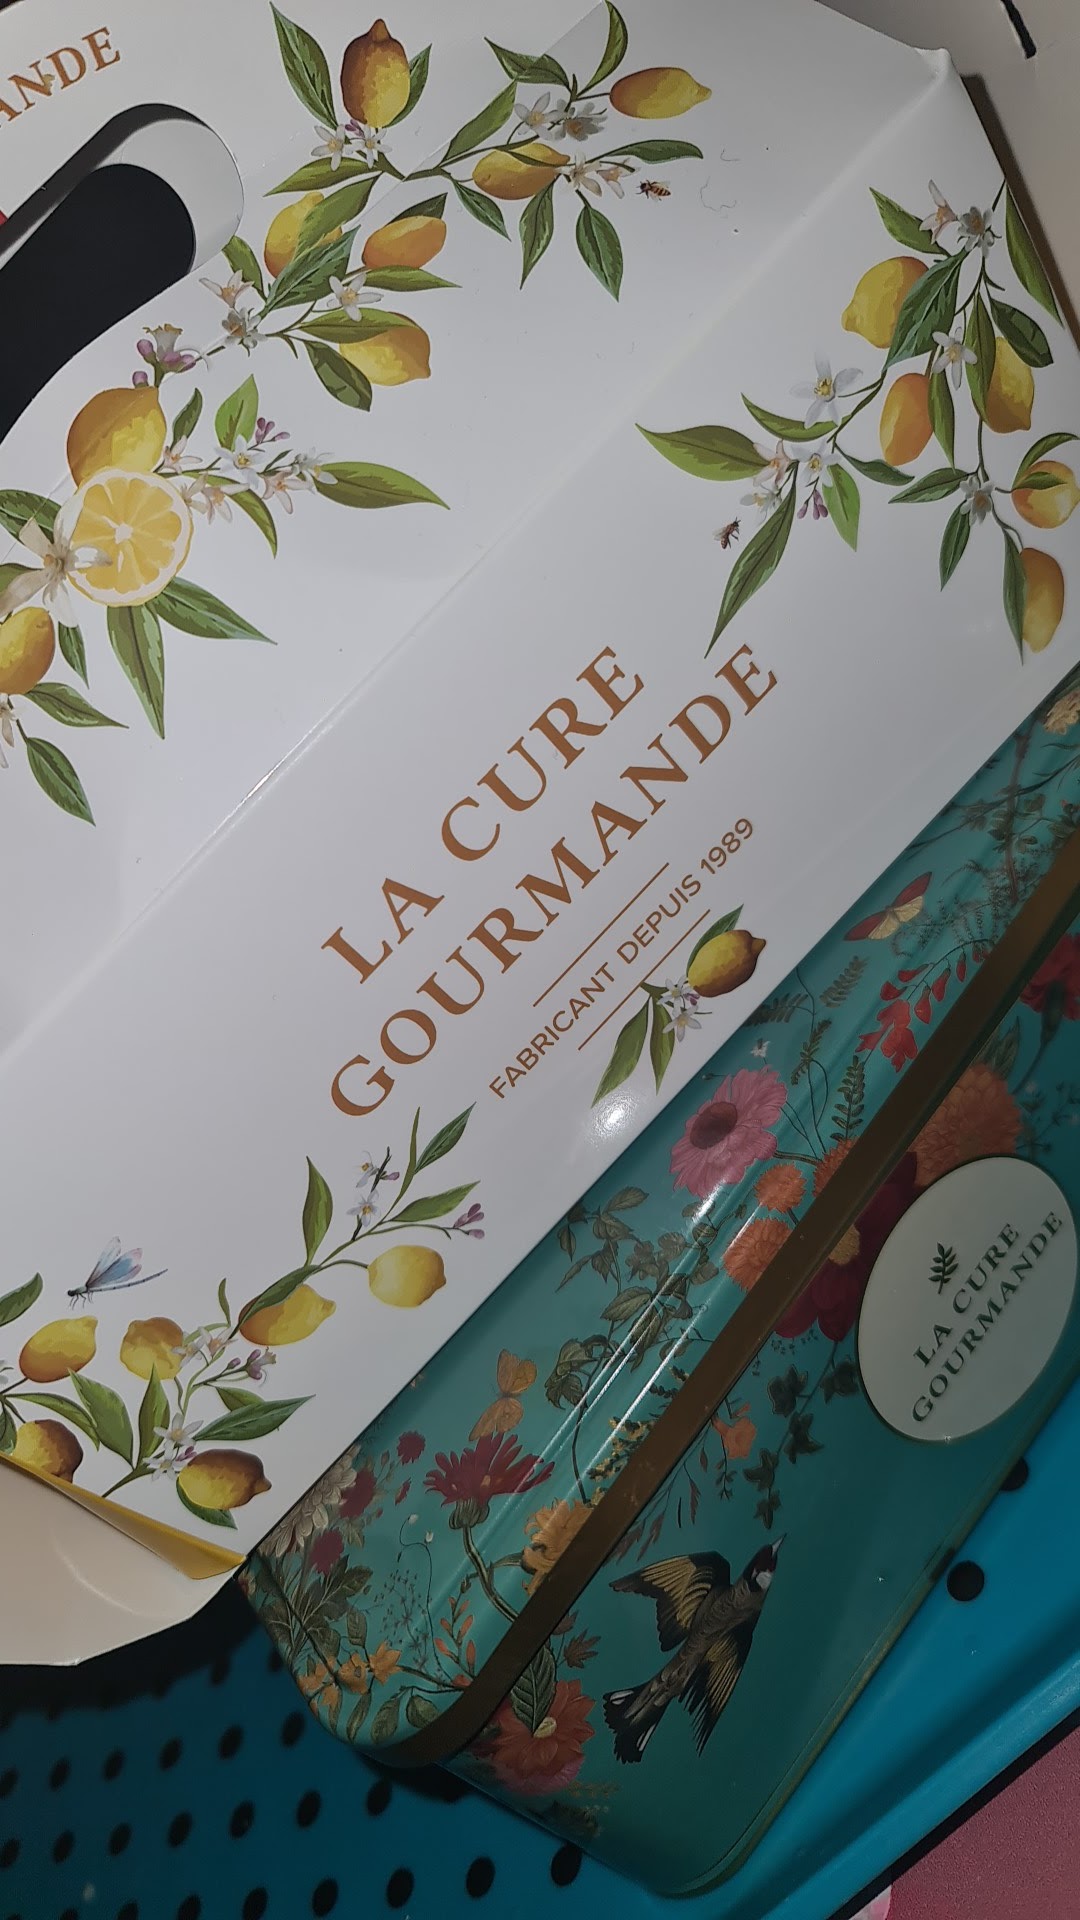 ANDE
LA CURE
GOURMANDE
FABRICANT DEPUIS 1989
LA CURE
GOURMANDE